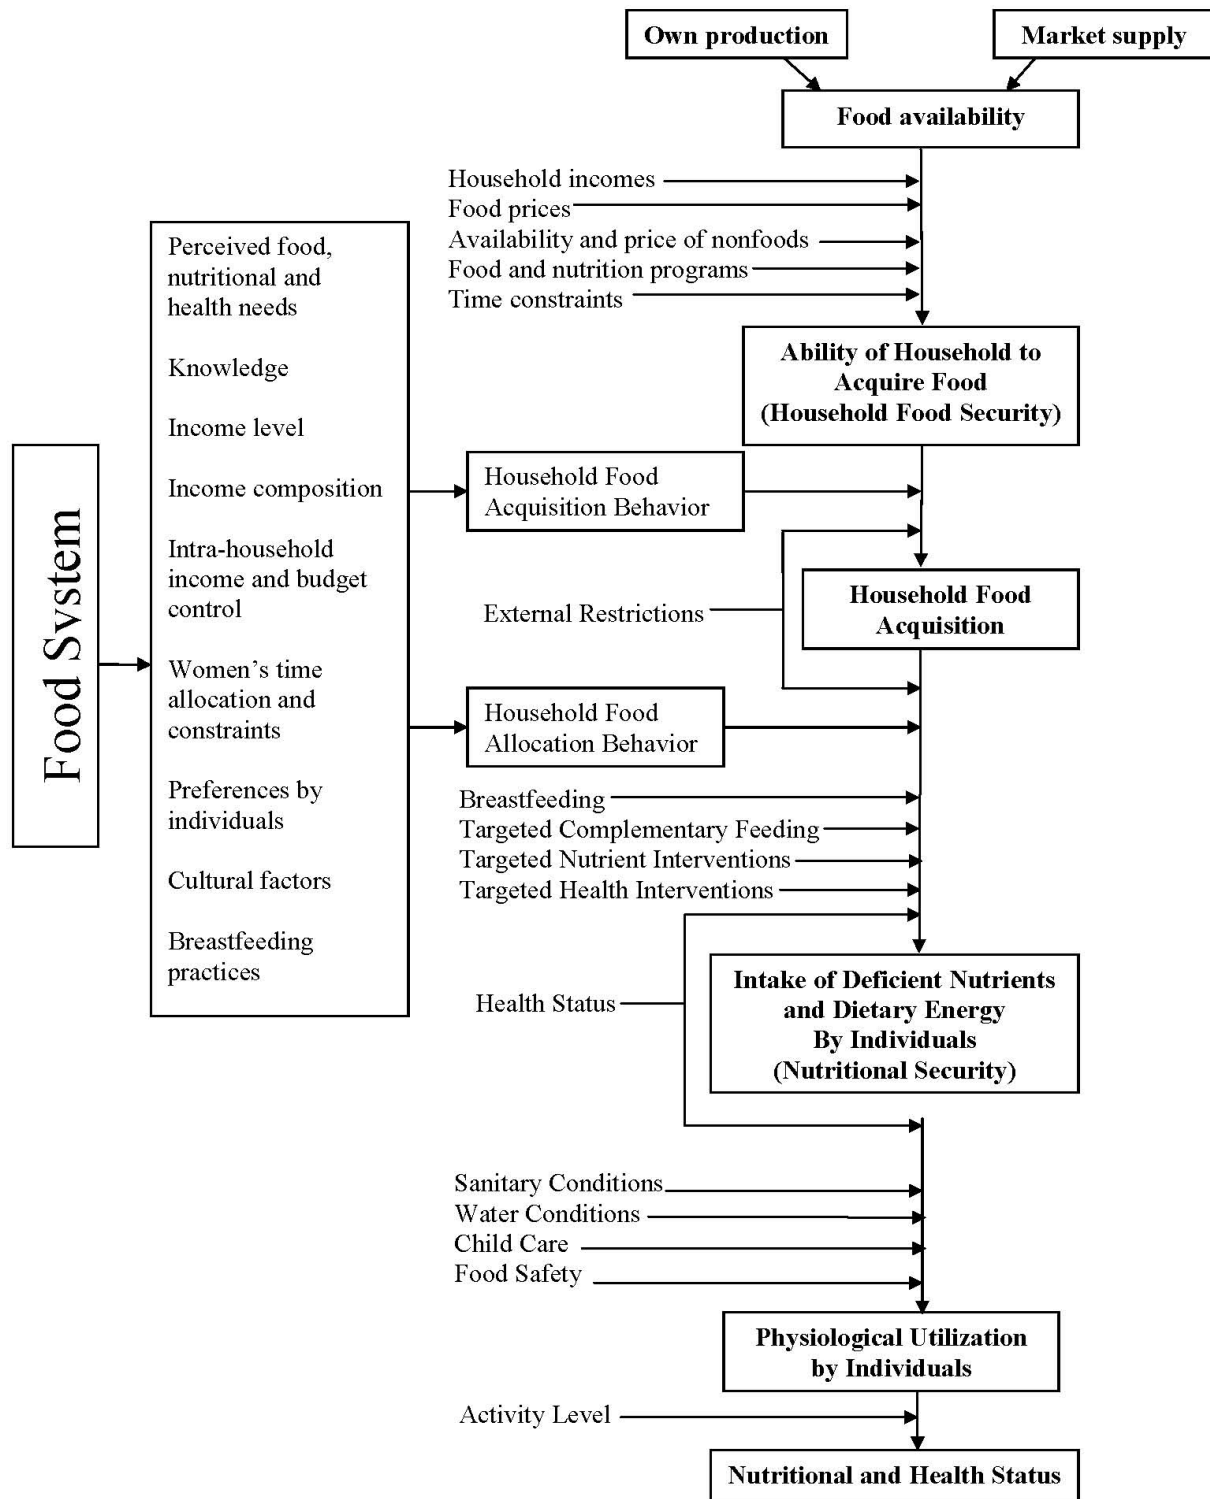 Own production
Market supply
Food availability
Household incomes
Food prices
Availability and price of nonfoods
Food and nutrition programs
Time constraints
Ability of Household to
Acquire Food
(Household Food Security)
Food System
Perceived food,
nutritional and
health needs
Knowledge
Income level
Income composition
Intra-household
income and budget
control
Women’s time
allocation and
constraints
Preferences by
individuals
Cultural factors
Breastfeeding
practices
Household Food
Acquisition Behavior
External Restrictions
Household Food
Acquisition
Household Food
Allocation Behavior
Breastfeeding
Targeted Complementary Feeding
Targeted Nutrient Interventions
Targeted Health Interventions
Health Status
Intake of Deficient Nutrients
and Dietary Energy
By Individuals
(Nutritional Security)
Sanitary Conditions
Water Conditions
Child Care
Food Safety
Physiological Utilization
by Individuals
Activity Level
Nutritional and Health Status